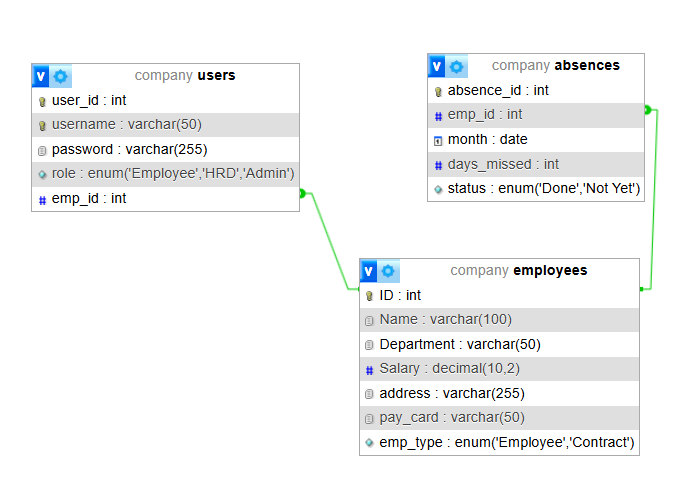 v company users
user_id : int
username : varchar(50)
password : varchar(255)
role : enum('Employee','HRD','Admin')
# emp_id : int
v company absences
absence_id : int
# emp_id : int
month : date
# days_missed : int
status : enum('Done','Not Yet')
v company employees
ID : int
Name : varchar(100)
Department : varchar(50)
# Salary : decimal(10,2)
address : varchar(255)
pay_card : varchar(50)
emp_type : enum('Employee','Contract')